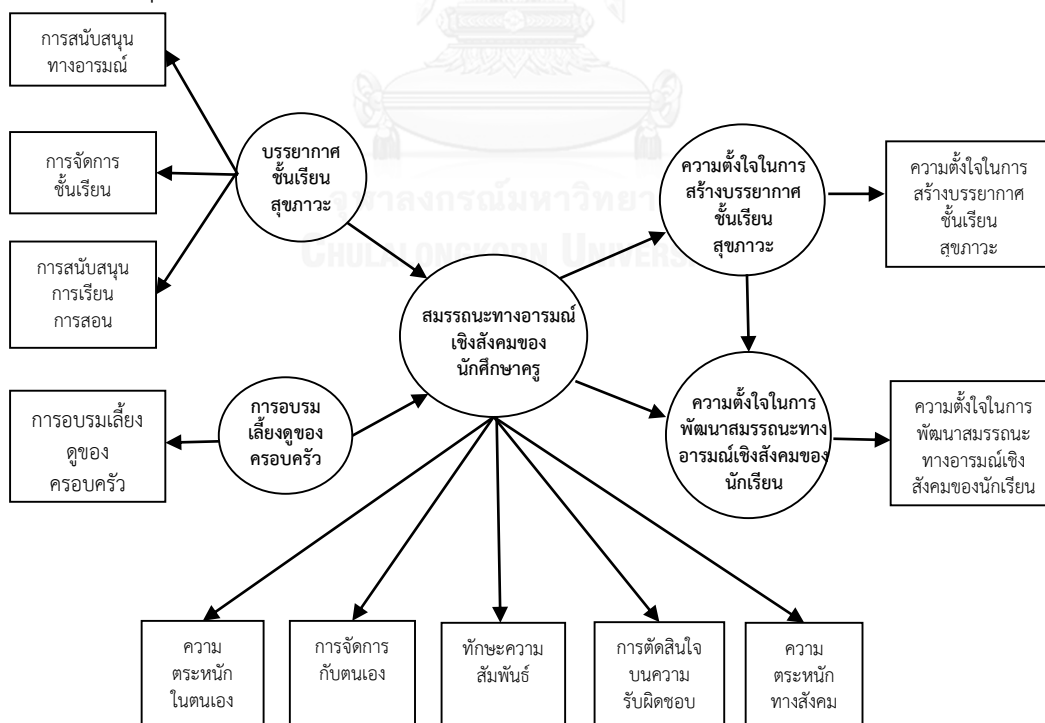 การสนับสนุน
ทางอารมณ์
การจัดการ
ชั้นเรียน
การสนับสนุน
การเรียน
การสอน
การอบรมเลี้ยง
ดูของ
ครอบครัว
บรรยากาศ
ชั้นเรียน
สุขภาวะ
การอบรม
เลี้ยงดูของ
ครอบครัว
จุฬาลงกรณ์มหาวิทยา
CHULALONGKORN UNIVERS
สมรรถนะทางอารมณ์
เชิงสังคมของ
นักศึกษาครู
ความตั้งใจในการ
สร้างบรรยากาศ
ชั้นเรียน
สุขภาวะ
ความตั้งใจในการ
พัฒนาสมรรถนะทาง
อารมณ์เชิงสังคมของ
นักเรียน
ความตั้งใจในการ
สร้างบรรยากาศ
ชั้นเรียน
สุขภาวะ
ความตั้งใจในการ
พัฒนาสมรรถนะ
ทางอารมณ์เชิง
สังคมของนักเรียน
ความ
ตระหนัก
ในตนเอง
การจัดการ
กับตนเอง
ทักษะความ
สัมพันธ์
การตัดสินใจ
บนความ
รับผิดชอบ
ความ
ตระหนัก
ทางสังคม